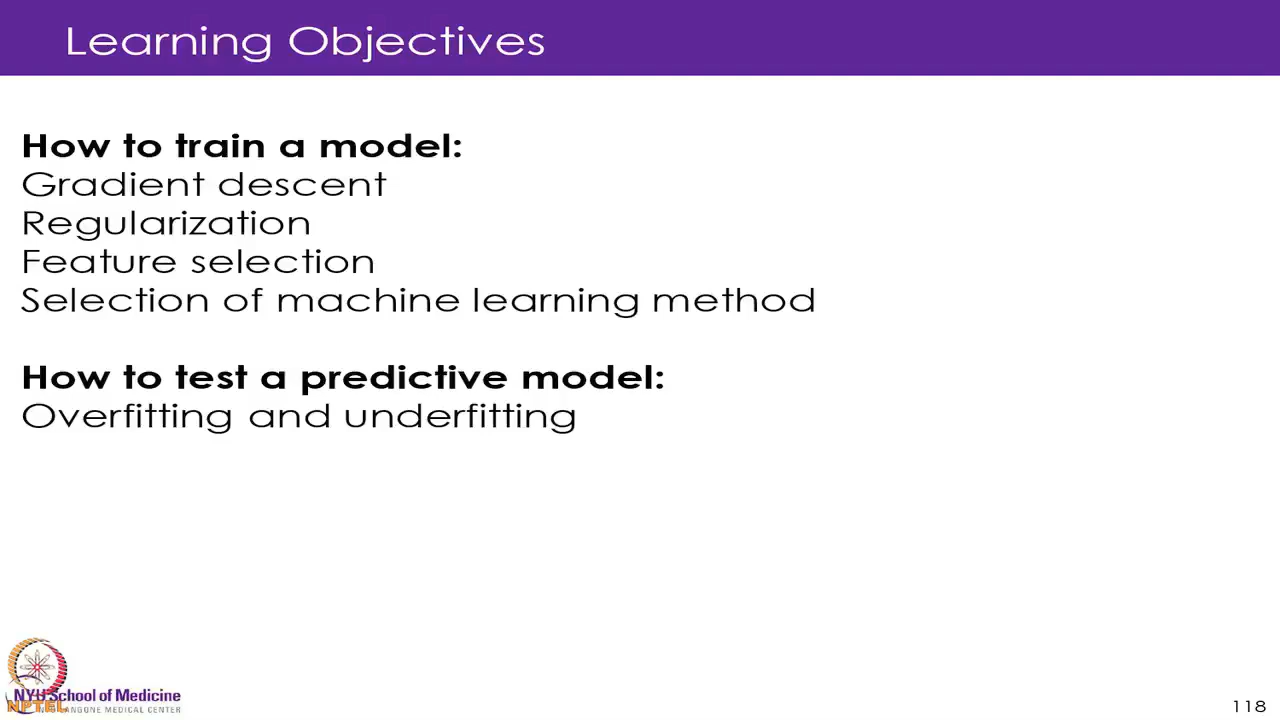 Learning Objectives
How to train a model:
Gradient descent
Regularization
Feature selection
Selection of machine learning method
How to test a predictive model:
Overfitting and underfitting
NYU School of Medicine
LANGONE MEDICAL CENTER
NPTEL
118